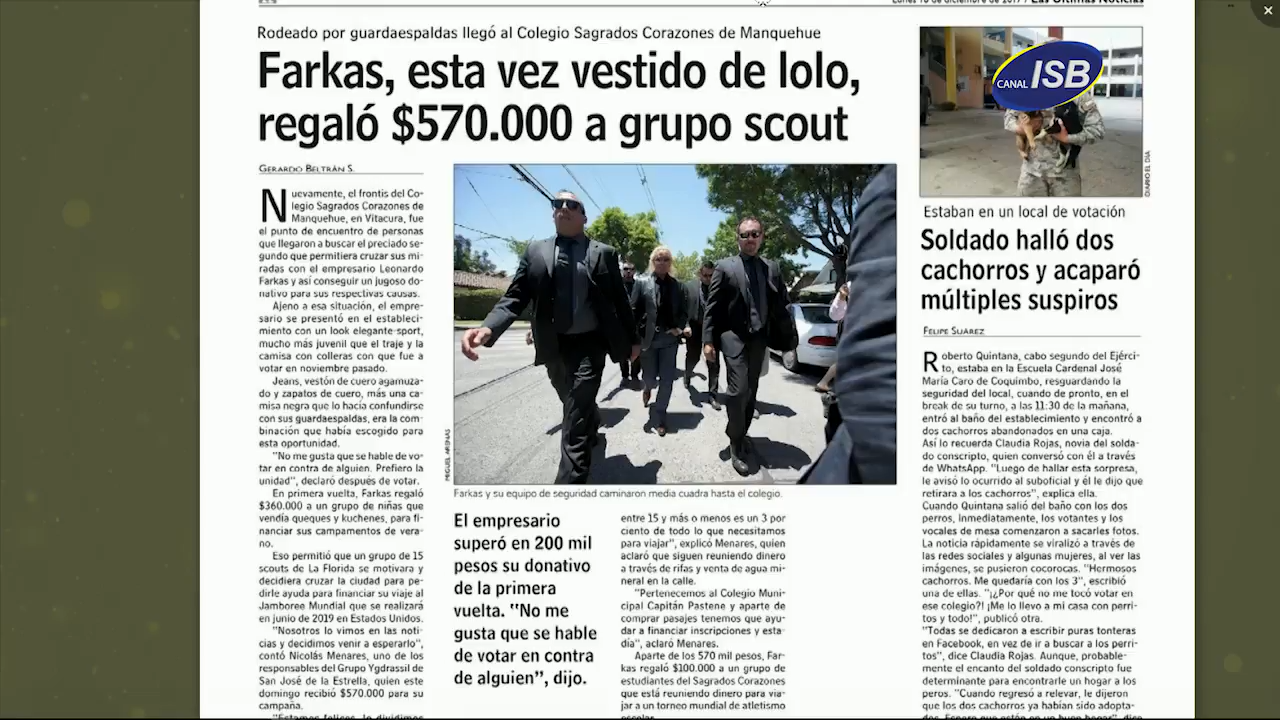 Lunes 18 de diciembre de 2017 / Las Últimas Noticias
Rodeado por guardaespaldas llegó al Colegio Sagrados Corazones de Manquehue
Farkas, esta vez vestido de lolo,
regaló $570.000 a grupo scout
GERARDO BELTRÁN S.
Nuevamente, el frontis del Co-
legio Sagrados Corazones de
Manquehue, en Vitacura, fue
el punto de encuentro de personas
que llegaron a buscar el preciado se-
gundo que permitiera cruzar sus mi-
radas con el empresario Leonardo
Farkas y así conseguir un jugoso do-
nativo para sus respectivas causas.
Ajeno a esa situación, el empre-
sario se presentó en el estableci-
miento con un look elegante-sport,
mucho más juvenil que el traje y la
camisa con colleras con que fue a
votar en noviembre pasado.
Jeans, vestón de cuero agamuza-
do y zapatos de cuero, más una ca-
misa negra que lo hacía confundirse
con sus guardaespaldas, era la com-
binación que había escogido para
esta oportunidad.
"No me gusta que se hable de vo-
tar en contra de alguien. Prefiero la
unidad", declaró después de votar.
En primera vuelta, Farkas regaló
$360.000 a un grupo de niñas que
vendía queques y kuchenes, para fi-
nanciar sus campamentos de vera-
no.
Eso permitió que un grupo de 15
scouts de La Florida se motivara y
decidiera cruzar la ciudad para pe-
dirle ayuda para financiar su viaje al
Jamboree Mundial que se realizará
en junio de 2019 en Estados Unidos.
"Nosotros lo vimos en las noti-
cias y decidimos venir a esperarlo",
contó Nicolás Menares, uno de los
responsables del Grupo Ygdrassil de
San José de la Estrella, quien este
domingo recibió $570.000 para su
campaña.
"Estamos felices, lo dividimos
MIGUEL ARENAS
Farkas y su equipo de seguridad caminaron media cuadra hasta el colegio.
El empresario
superó en 200 mil
pesos su donativo
de la primera
vuelta. "No me
gusta que se hable
de votar en contra
de alguien", dijo.
entre 15 y más o menos es un 3 por
ciento de todo lo que necesitamos
para viajar", explicó Menares, quien
aclaró que siguen reuniendo dinero
a través de rifas y venta de agua mi-
neral en la calle.
"Pertenecemos al Colegio Muni-
cipal Capitán Pastene y aparte de
comprar pasajes tenemos que ayu-
dar a financiar inscripciones y esta-
día", aclaró Menares.
Aparte de los 570 mil pesos, Far-
kas regaló $100.000 a un grupo de
estudiantes del Sagrados Corazones
que está reuniendo dinero para via-
jar a un torneo mundial de atletismo
escolar.
CANAL ISB
DIARIO EL DÍA
Estaban en un local de votación
Soldado halló dos
cachorros y acaparó
múltiples suspiros
FELIPE SUÁREZ
Roberto Quintana, cabo segundo del Ejérci-
to, estaba en la Escuela Cardenal José
María Caro de Coquimbo, resguardando la
seguridad del local, cuando de pronto, en el
break de su turno, a las 11:30 de la mañana,
entró al baño del establecimiento y encontró a
dos cachorros abandonados en una caja.
Así lo recuerda Claudia Rojas, novia del solda-
do conscripto, quien conversó con él a través
de WhatsApp. "Luego de hallar esta sorpresa,
le avisó lo ocurrido al suboficial y él le dijo que
retirara a los cachorros", explica ella.
Cuando Quintana salió del baño con los dos
perros, inmediatamente, los votantes y los
vocales de mesa comenzaron a sacarles fotos.
La noticia rápidamente se viralizó a través de
las redes sociales y algunas mujeres, al ver las
imágenes, se pusieron cocorocas. "Hermosos
cachorros. Me quedaría con los 3", escribió
una de ellas. "¡¿Por qué no me tocó votar en
ese colegio?! ¡Me lo llevo a mi casa con perri-
tos y todo!", publicó otra.
"Todas se dedicaron a escribir puras tonteras
en Facebook, en vez de ir a buscar a los perri-
tos", dice Claudia Rojas. Aunque, probable-
mente el encanto del soldado conscripto fue
determinante para encontrarle un hogar a los
peros. "Cuando regresó a relevar, le dijeron
que los dos cachorros ya habían sido adopta-